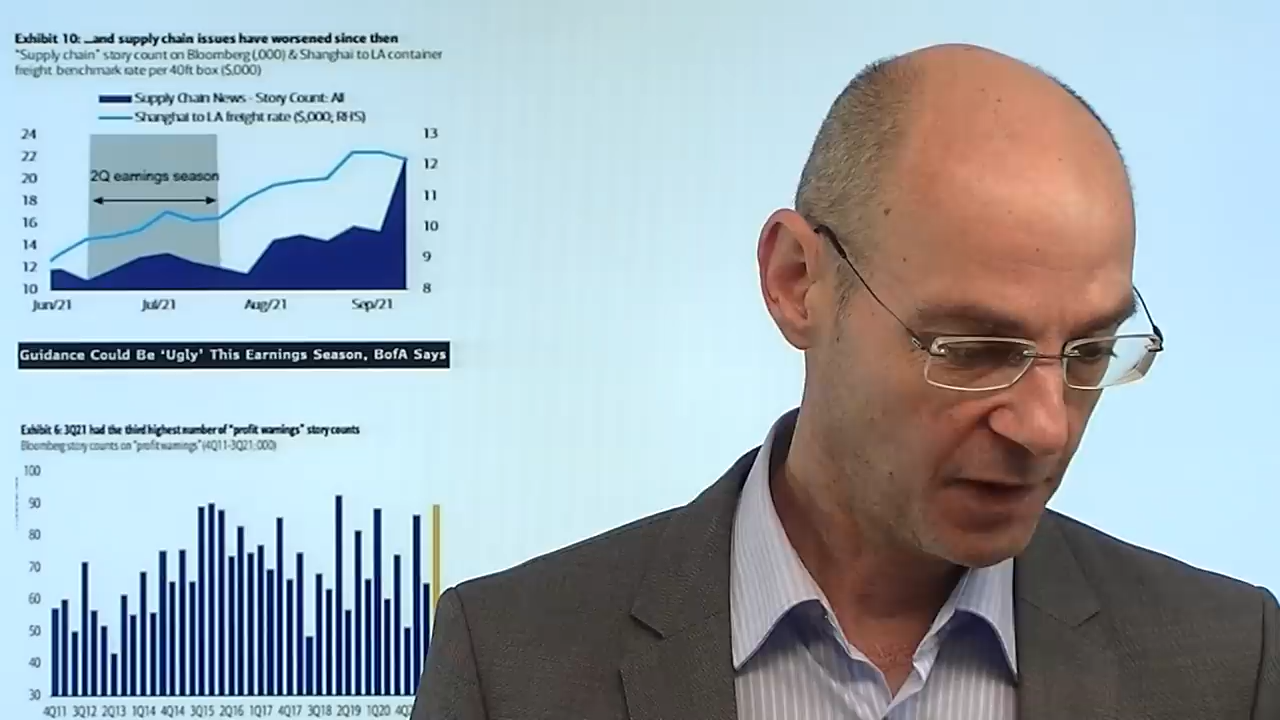 Exhibit 10: ...and supply chain issues have worsened since then
"Supply chain" story count on Bloomberg (,000) & Shanghai to LA container
freight benchmark rate per 40ft box ($,000)
Supply Chain News - Story Count: All
Shanghai to LA freight rate ($,000; RHS)
24
22
20
18
16
14
12
10
13
12
11
10
9
8
2Q earnings season
Jun/21 Jul/21 Aug/21 Sep/21
Guidance Could Be 'Ugly' This Earnings Season, BofA Says
Exhibit 6: 3Q21 had the third highest number of "profit warnings" story counts
Bloomberg story counts on "profit warnings" (4Q11-3Q21; 000)
100
90
80
70
60
50
40
30
4Q11 3Q12 2Q13 1Q14 4Q14 3Q15 2Q16 1Q17 4Q17 3Q18 2Q19 1Q20